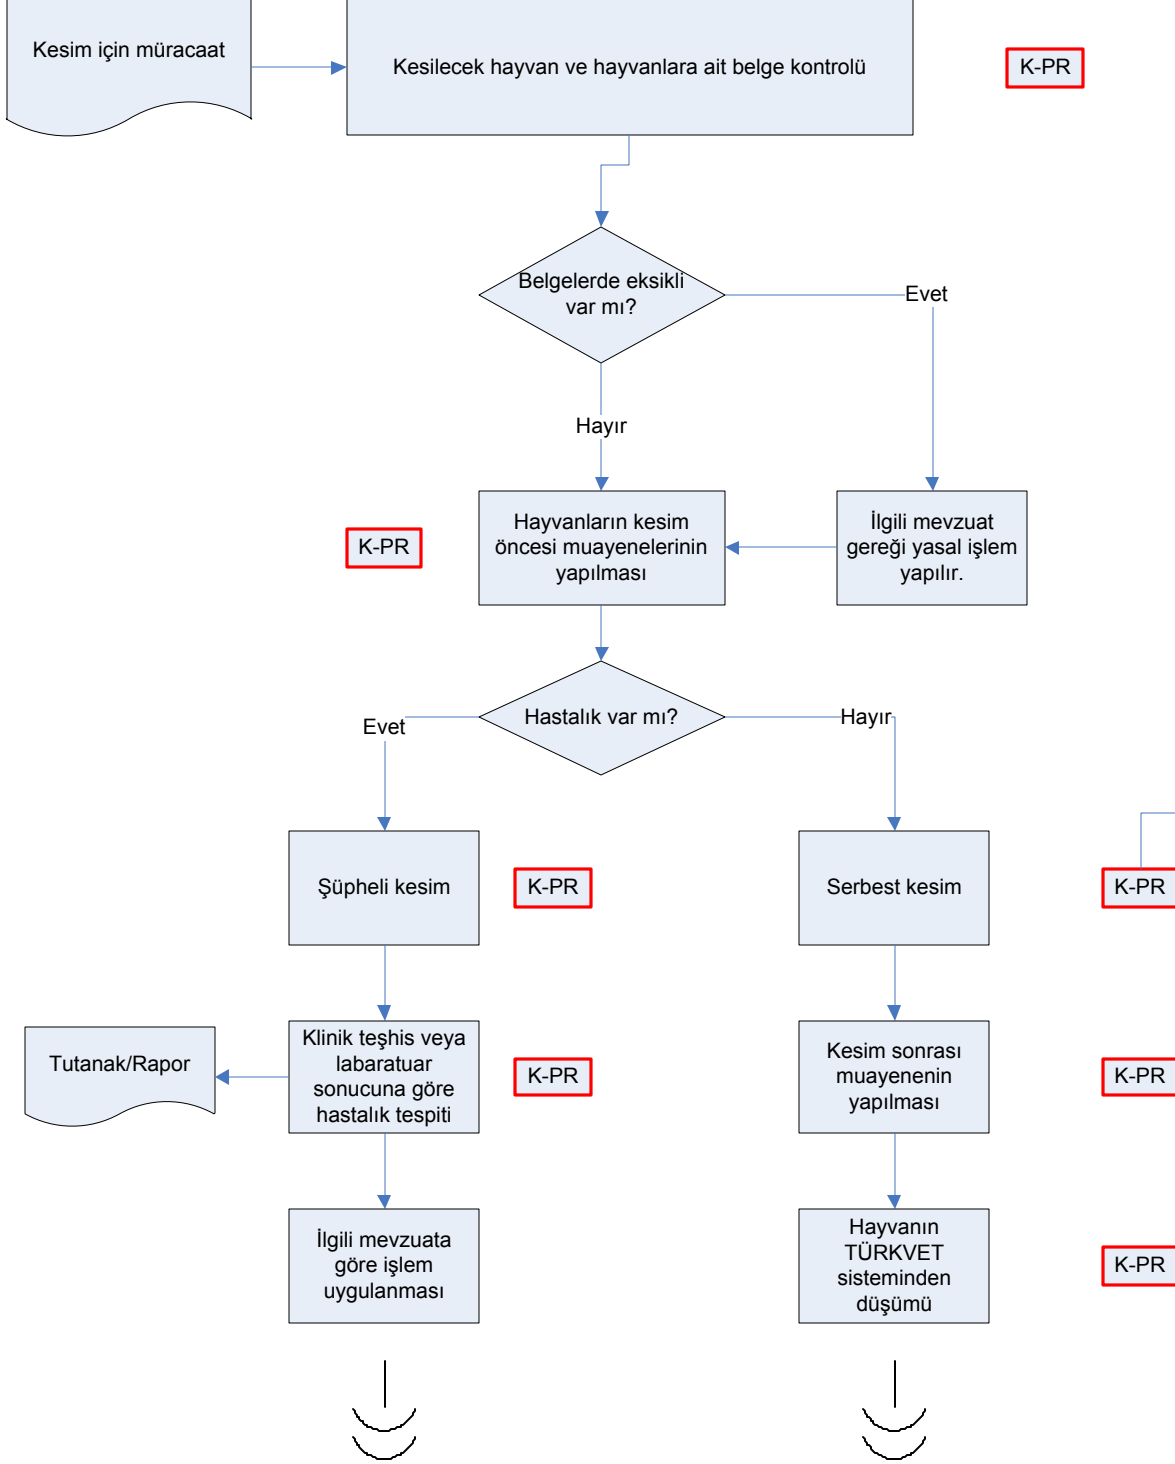 Kesim için müracaat
Kesilecek hayvan ve hayvanlara ait belge kontrolü
K-PR
Belgelerde eksikli
var mı?
Evet
Hayır
K-PR
Hayvanların kesim
öncesi muayenelerinin
yapılması
İlgili mevzuat
gereği yasal işlem
yapılır.
Hastalık var mı?
Evet
Hayır
Şüpheli kesim
K-PR
Serbest kesim
K-PR
Tutanak/Rapor
Klinik teşhis veya
labaratuar
sonucuna göre
hastalık tespiti
K-PR
Kesim sonrası
muayenenin
yapılması
K-PR
İlgili mevzuata
göre işlem
uygulanması
Hayvanın
TÜRKVET
sisteminden
düşümü
K-PR